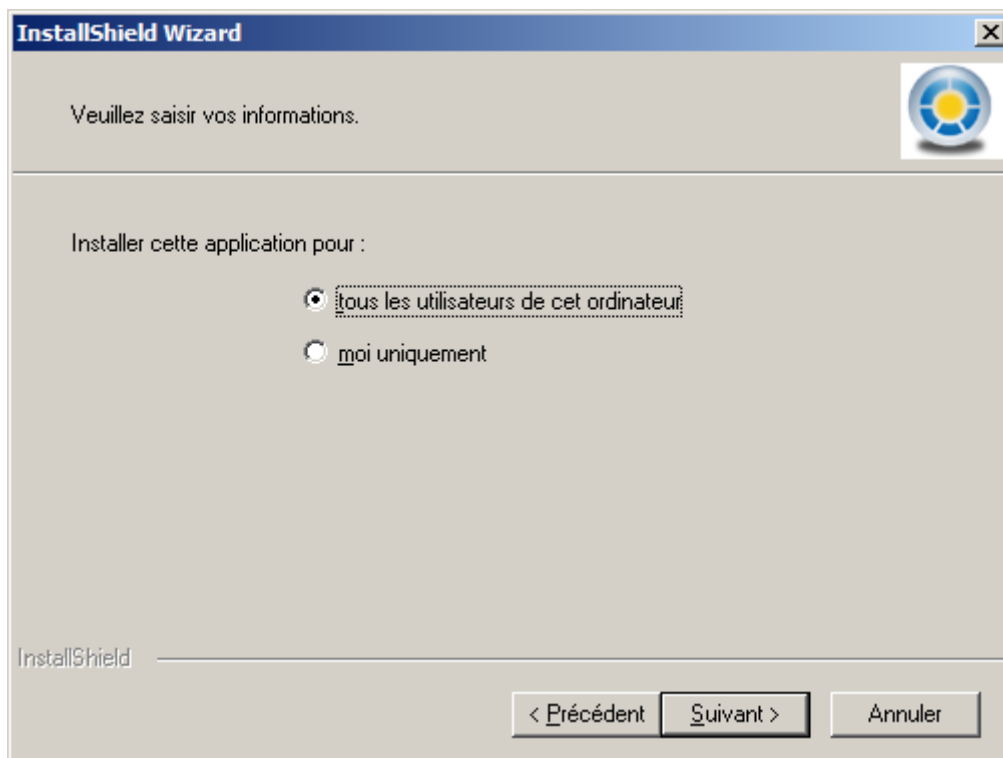 InstallShield Wizard
Veuillez saisir vos informations.
Installer cette application pour :
tous les utilisateurs de cet ordinateur
moi uniquement
InstallShield
< Précédent
Suivant >
Annuler